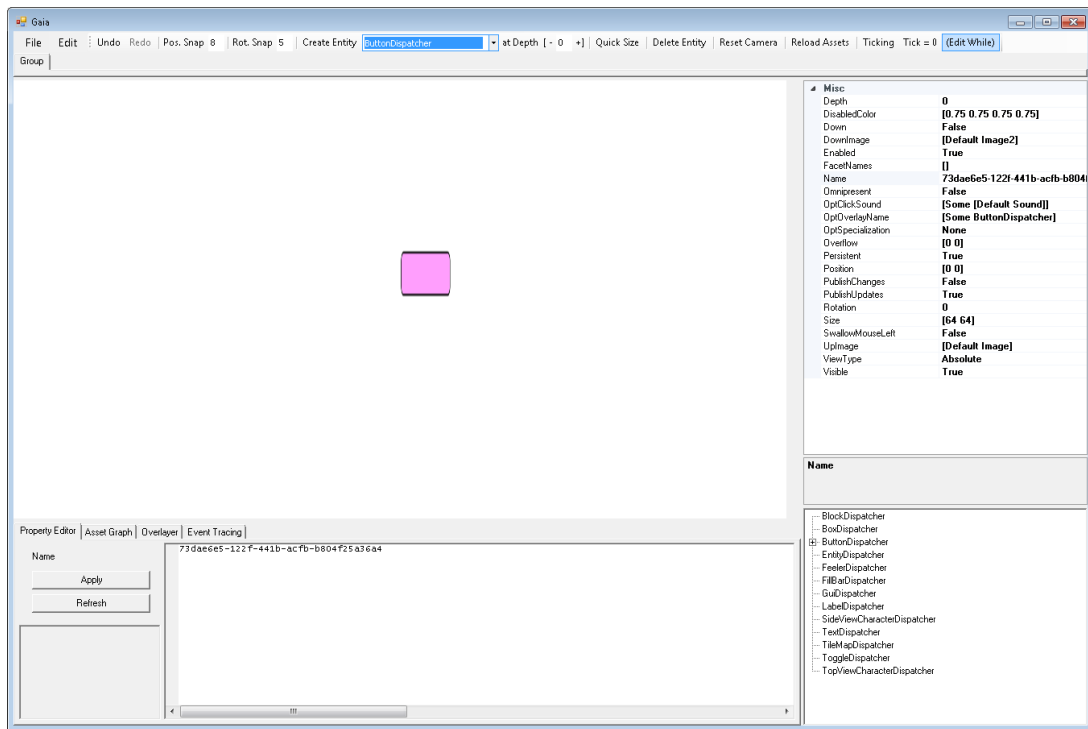 Gaia
File Edit Undo Redo Pos. Snap 8 Rot. Snap 5 Create Entity ButtonDispatcher at Depth [ - 0 +] Quick Size Delete Entity Reset Camera Reload Assets Ticking Tick = 0 (Edit While)
Group
Misc
Depth 0
DisabledColor [0.75 0.75 0.75 0.75]
Down False
DownImage [Default Image2]
Enabled True
FacetNames []
Name 73dae6e5-122f-441b-acfb-b804f
Omnipresent False
OptClickSound [Some [Default Sound]]
OptOverlayName [Some ButtonDispatcher]
OptSpecialization None
Overflow [0 0]
Persistent True
Position [0 0]
PublishChanges False
PublishUpdates True
Rotation 0
Size [64 64]
SwallowMouseLeft False
UpImage [Default Image]
ViewType Absolute
Visible True
Name
Property Editor Asset Graph Overlayer Event Tracing
Name
Apply
Refresh
73dae6e5-122f-441b-acfb-b804f25a36a4
BlockDispatcher
BoxDispatcher
ButtonDispatcher
EntityDispatcher
FeelerDispatcher
FillBarDispatcher
GuiDispatcher
LabelDispatcher
SideViewCharacterDispatcher
TextDispatcher
TileMapDispatcher
ToggleDispatcher
TopViewCharacterDispatcher